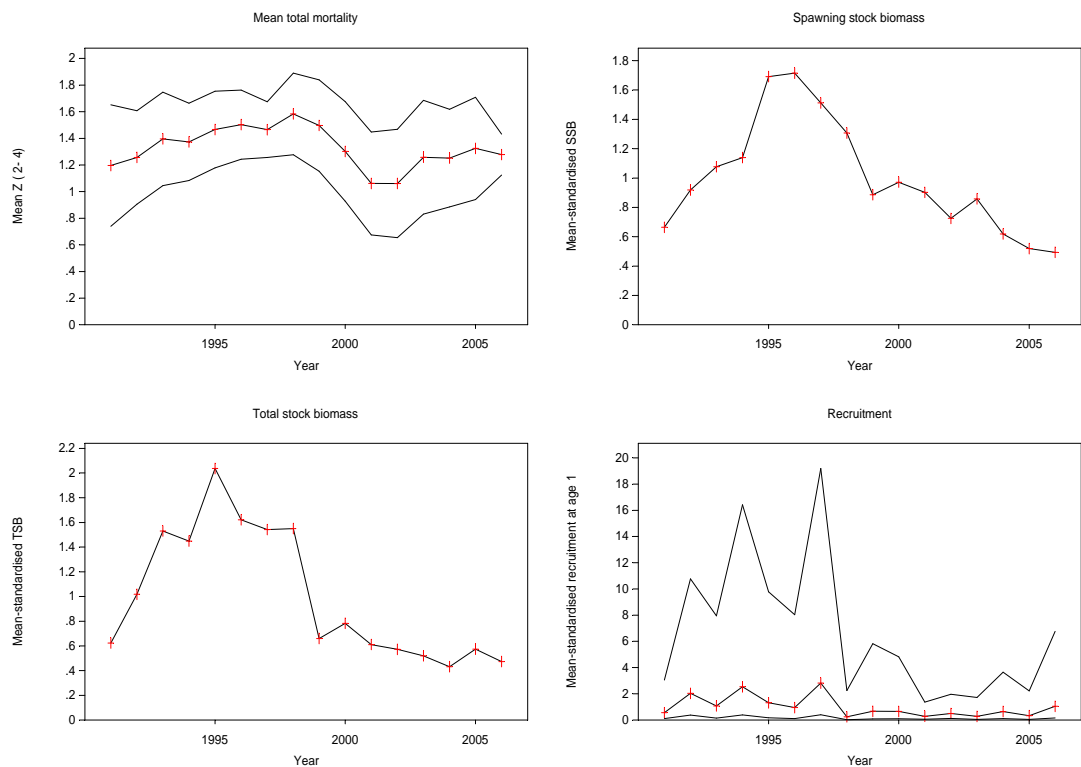 Mean total mortality
Mean Z ( 2- 4)
2
1.8
1.6
1.4
1.2
1
.8
.6
.4
.2
0
1995 2000 2005
Year
Spawning stock biomass
Mean-standardised SSB
1.8
1.6
1.4
1.2
1
.8
.6
.4
.2
0
1995 2000 2005
Year
Total stock biomass
Mean-standardised TSB
2.2
2
1.8
1.6
1.4
1.2
1
.8
.6
.4
.2
0
1995 2000 2005
Year
Recruitment
Mean-standardised recruitment at age 1
20
18
16
14
12
10
8
6
4
2
0
1995 2000 2005
Year